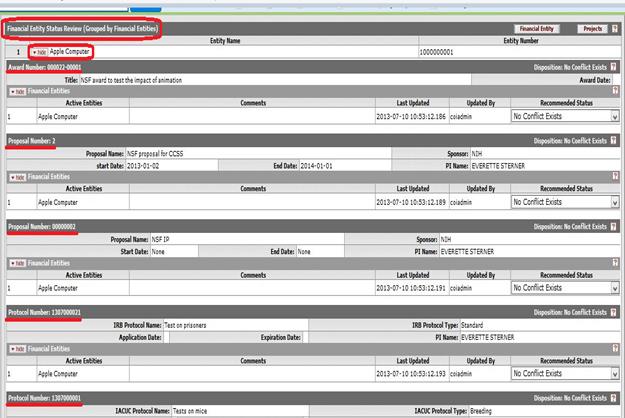 Financial Entity Status Review (Grouped by Financial Entities) Financial Entity Projects ?
Entity Name Entity Number
1 hide Apple Computer 1000000001
Award Number: 000022-00001 Disposition: No Conflict Exists ?
Title: NSF award to test the impact of animation Award Date:
hide Financial Entities ?
Active Entities Comments Last Updated Updated By Recommended Status
1 Apple Computer 2013-07-10 10:53:12.186 coiadmin No Conflict Exists
Proposal Number: 2 Disposition: No Conflict Exists ?
Proposal Name: NSF proposal for CCSS Sponsor: NIH
start Date: 2013-01-02 End Date: 2014-01-01 PI Name: EVERETTE STERNER
hide Financial Entities ?
Active Entities Comments Last Updated Updated By Recommended Status
1 Apple Computer 2013-07-10 10:53:12.189 coiadmin No Conflict Exists
Proposal Number: 00000002 Disposition: No Conflict Exists ?
Proposal Name: NSF IP Sponsor: NIH
Start Date: None End Date: None PI Name: EVERETTE STERNER
hide Financial Entities ?
Active Entities Comments Last Updated Updated By Recommended Status
1 Apple Computer 2013-07-10 10:53:12.191 coiadmin No Conflict Exists
Protocol Number: 1307000021 Disposition: No Conflict Exists ?
IRB Protocol Name: Test on prisoners IRB Protocol Type: Standard
Application Date: Expiration Date: PI Name: EVERETTE STERNER
hide Financial Entities ?
Active Entities Comments Last Updated Updated By Recommended Status
1 Apple Computer 2013-07-10 10:53:12.193 coiadmin No Conflict Exists
Protocol Number: 1307000001 Disposition: No Conflict Exists ?
IACUC Protocol Name: Tests on mice IACUC Protocol Type: Breeding